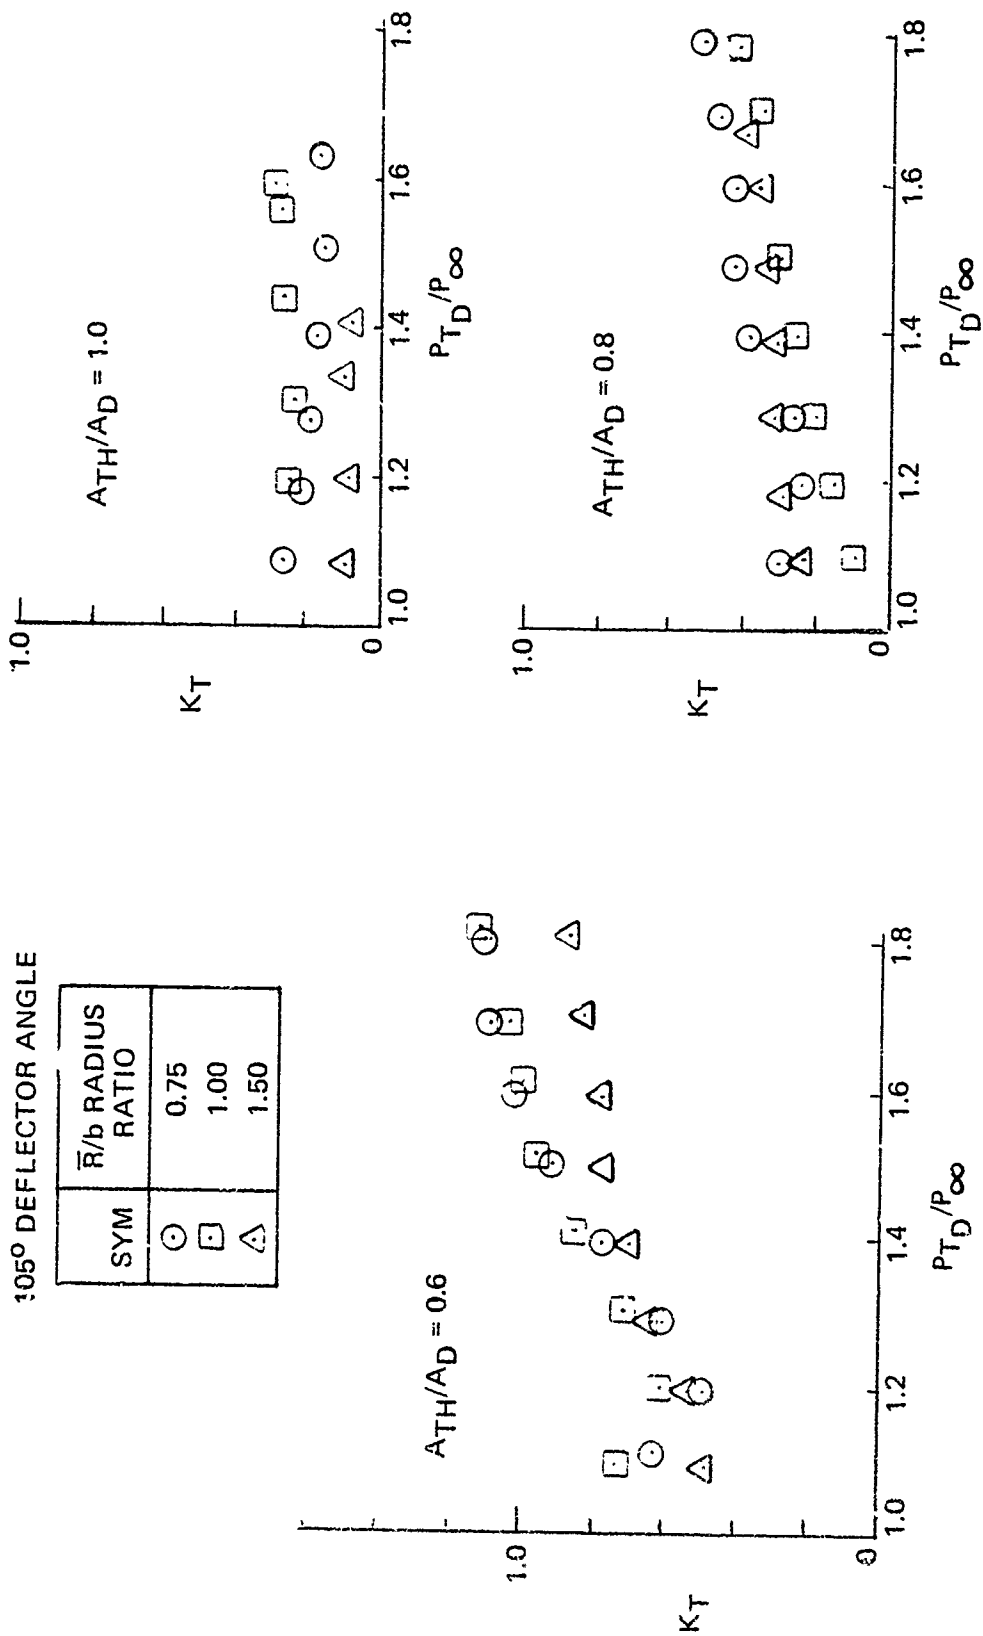 105° DEFLECTOR ANGLE
SYM R̅/b RADIUS RATIO
⊙ 0.75
⊡ 1.00
△ 1.50
A_TH/A_D = 0.6
1.0
K_T
0
1.0 1.2 1.4 1.6 1.8
P_T_D/P_∞
A_TH/A_D = 1.0
1.0
K_T
0
1.0 1.2 1.4 1.6 1.8
P_T_D/P_∞
A_TH/A_D = 0.8
1.0
K_T
0
1.0 1.2 1.4 1.6 1.8
P_T_D/P_∞